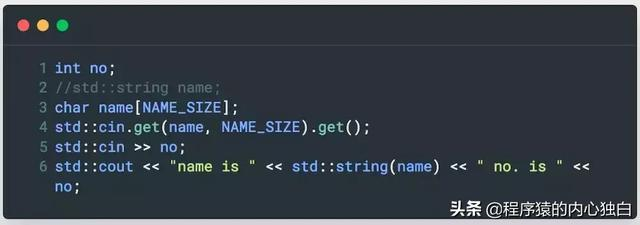 1 int no;
2 //std::string name;
3 char name[NAME_SIZE];
4 std::cin.get(name, NAME_SIZE).get();
5 std::cin >> no;
6 std::cout << "name is " << std::string(name) << " no. is " <<
no;
头条 @程序猿的内心独白